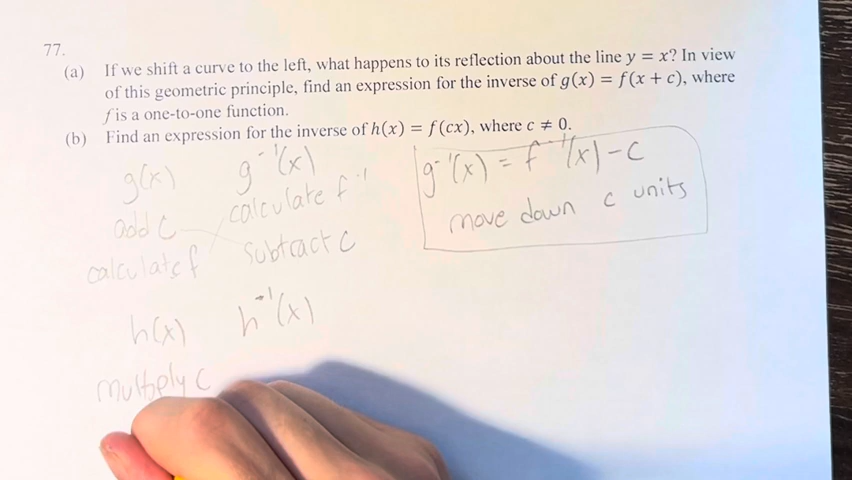 77.
(a) If we shift a curve to the left, what happens to its reflection about the line y = x? In view
of this geometric principle, find an expression for the inverse of g(x) = f(x + c), where
f is a one-to-one function.
(b) Find an expression for the inverse of h(x) = f(cx), where c ≠ 0.
g(x) g⁻¹(x)
add c calculate f⁻¹
calculate f subtract c
g⁻¹(x) = f⁻¹(x) - c
move down c units
h(x) h⁻¹(x)
multiply c